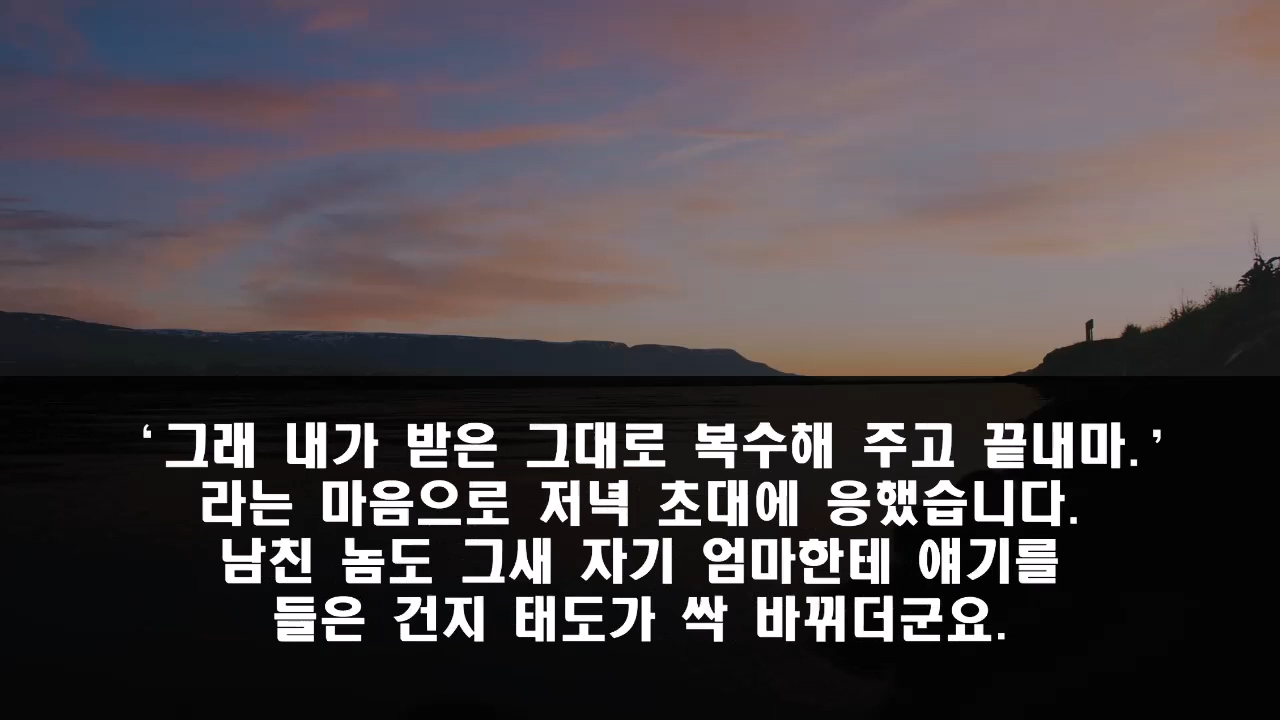 ‘그래 내가 받은 그대로 복수해 주고 끝내마.’
라는 마음으로 저녁 초대에 응했습니다.
남친 놈도 그새 자기 엄마한테 얘기를
들은 건지 태도가 싹 바뀌더군요.